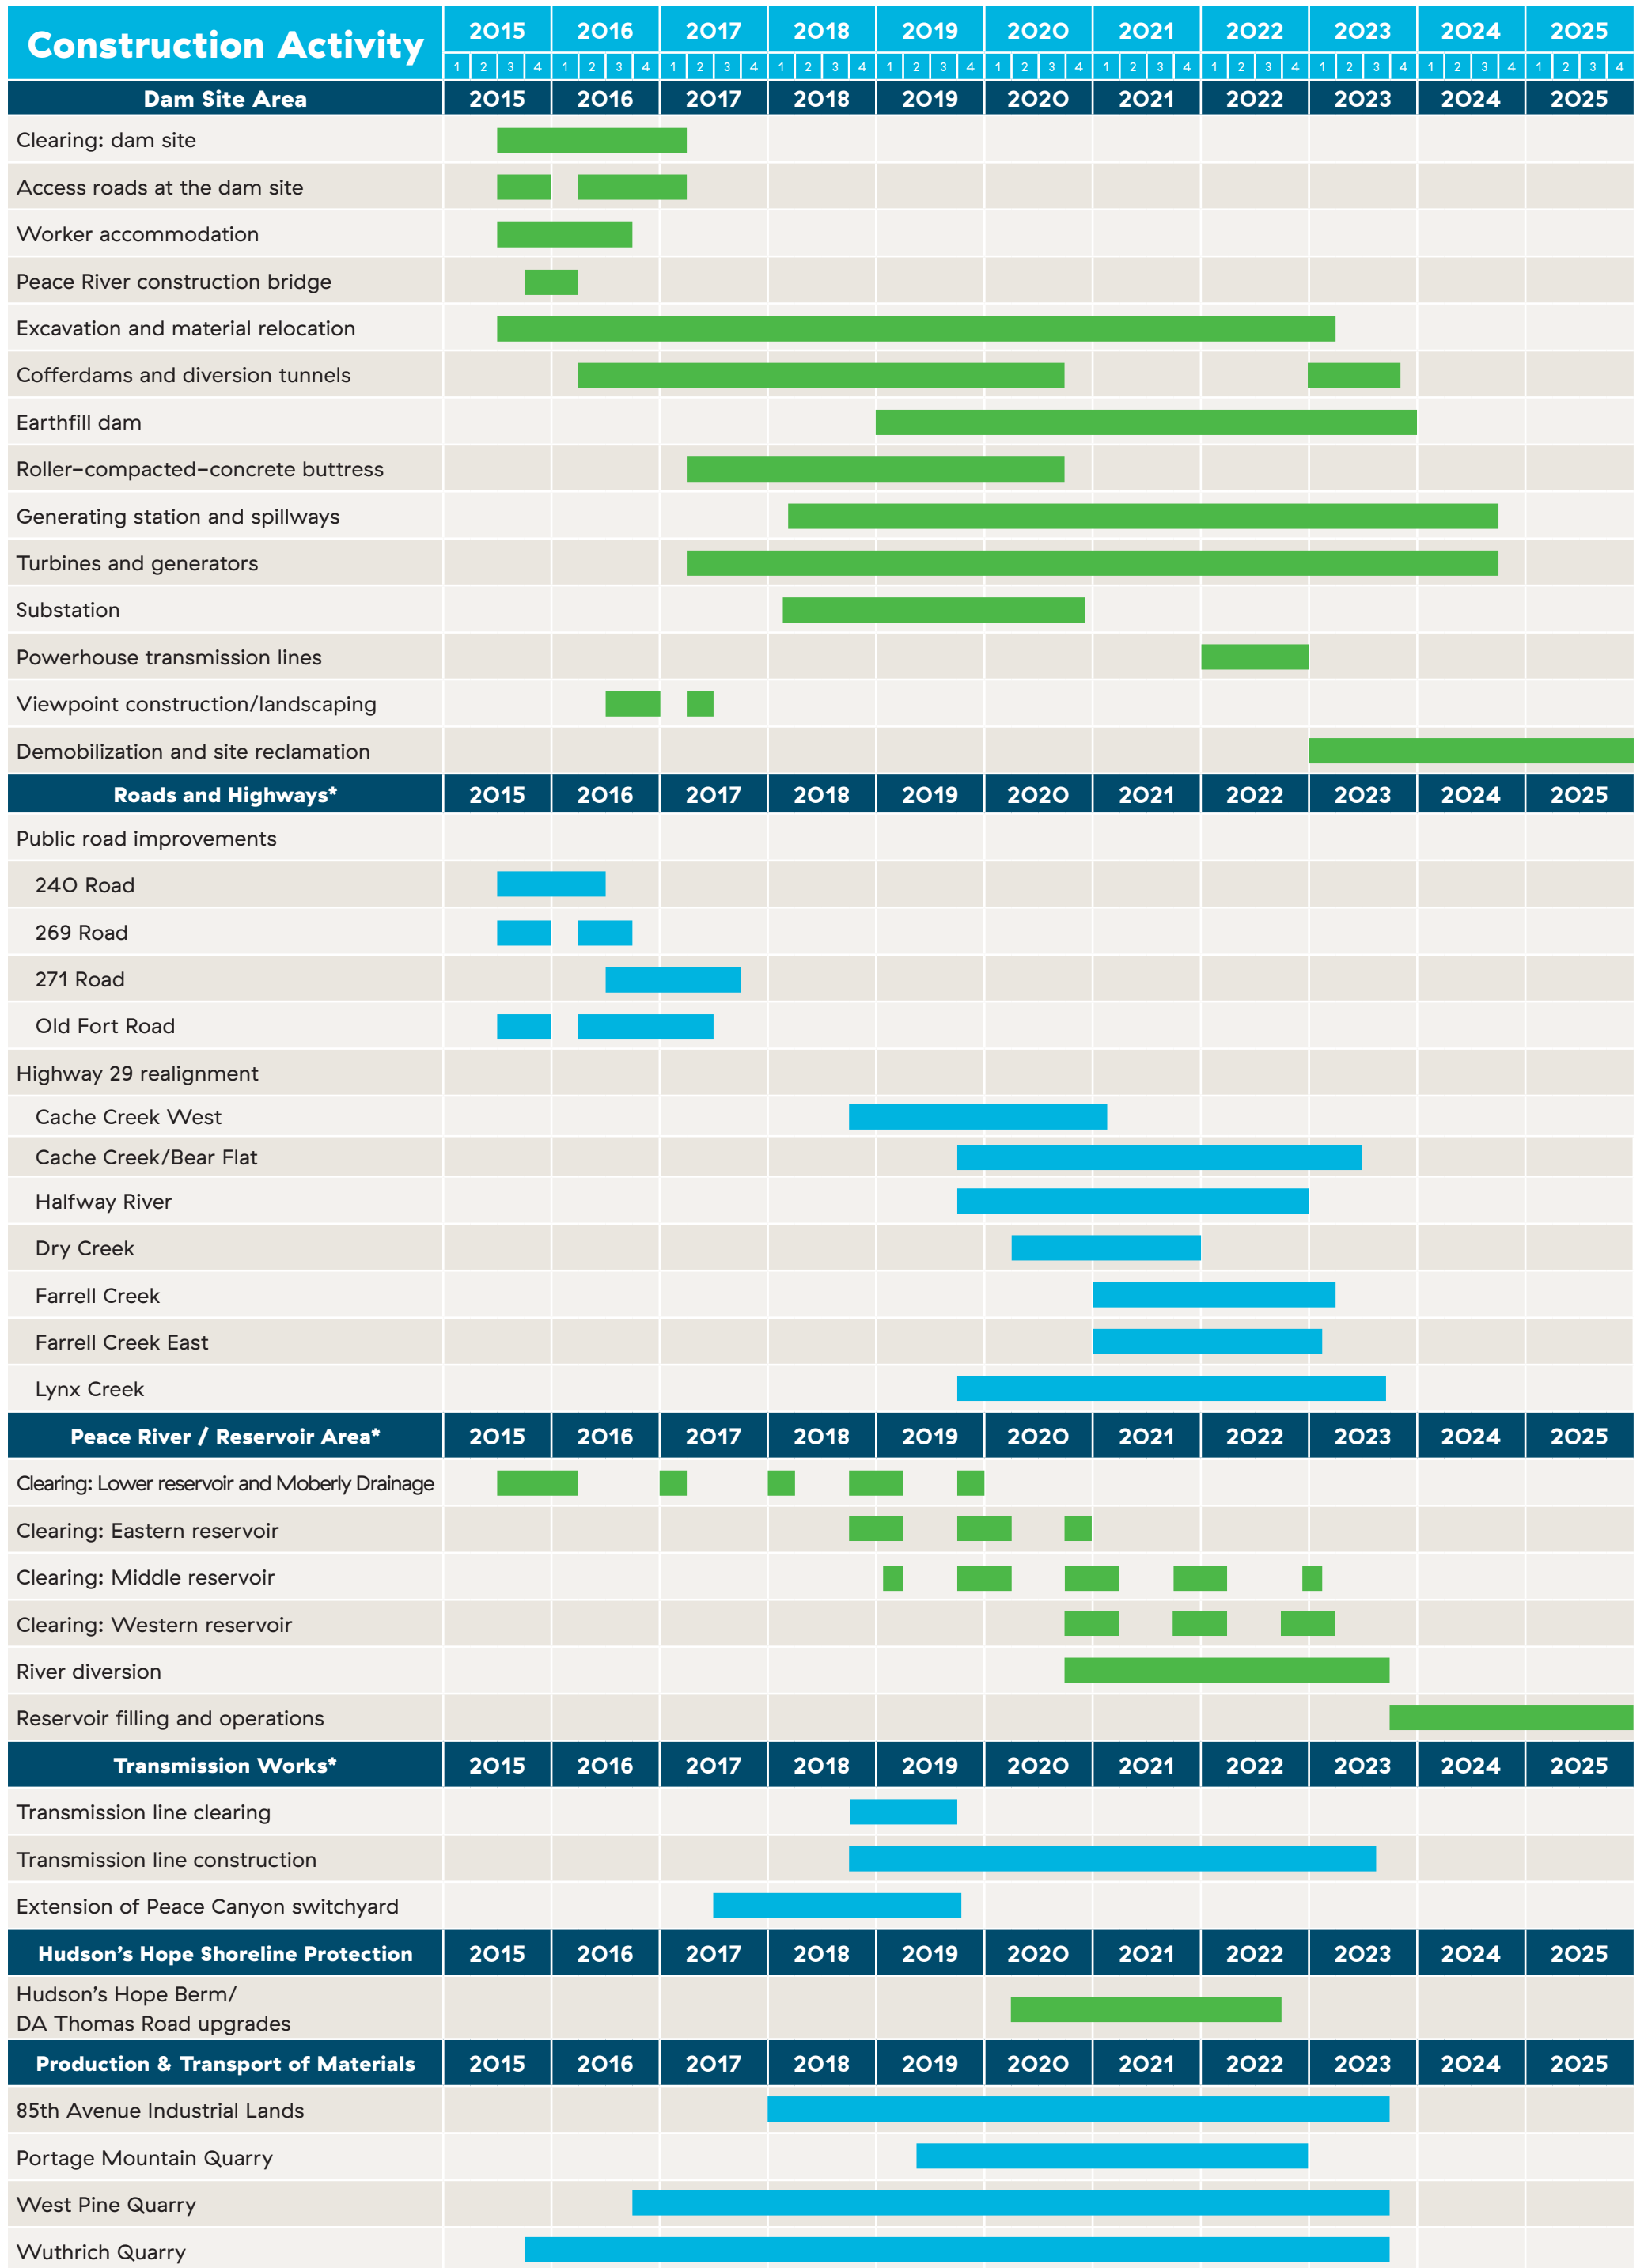 Construction Activity 2015 2016 2017 2018 2019 2020 2021 2022 2023 2024 2025
1 2 3 4 1 2 3 4 1 2 3 4 1 2 3 4 1 2 3 4 1 2 3 4 1 2 3 4 1 2 3 4 1 2 3 4 1 2 3 4 1 2 3 4
Dam Site Area 2015 2016 2017 2018 2019 2020 2021 2022 2023 2024 2025
Clearing: dam site
Access roads at the dam site
Worker accommodation
Peace River construction bridge
Excavation and material relocation
Cofferdams and diversion tunnels
Earthfill dam
Roller-compacted-concrete buttress
Generating station and spillways
Turbines and generators
Substation
Powerhouse transmission lines
Viewpoint construction/landscaping
Demobilization and site reclamation
Roads and Highways* 2015 2016 2017 2018 2019 2020 2021 2022 2023 2024 2025
Public road improvements
240 Road
269 Road
271 Road
Old Fort Road
Highway 29 realignment
Cache Creek West
Cache Creek/Bear Flat
Halfway River
Dry Creek
Farrell Creek
Farrell Creek East
Lynx Creek
Peace River / Reservoir Area* 2015 2016 2017 2018 2019 2020 2021 2022 2023 2024 2025
Clearing: Lower reservoir and Moberly Drainage
Clearing: Eastern reservoir
Clearing: Middle reservoir
Clearing: Western reservoir
River diversion
Reservoir filling and operations
Transmission Works* 2015 2016 2017 2018 2019 2020 2021 2022 2023 2024 2025
Transmission line clearing
Transmission line construction
Extension of Peace Canyon switchyard
Hudson's Hope Shoreline Protection 2015 2016 2017 2018 2019 2020 2021 2022 2023 2024 2025
Hudson's Hope Berm/
DA Thomas Road upgrades
Production & Transport of Materials 2015 2016 2017 2018 2019 2020 2021 2022 2023 2024 2025
85th Avenue Industrial Lands
Portage Mountain Quarry
West Pine Quarry
Wuthrich Quarry